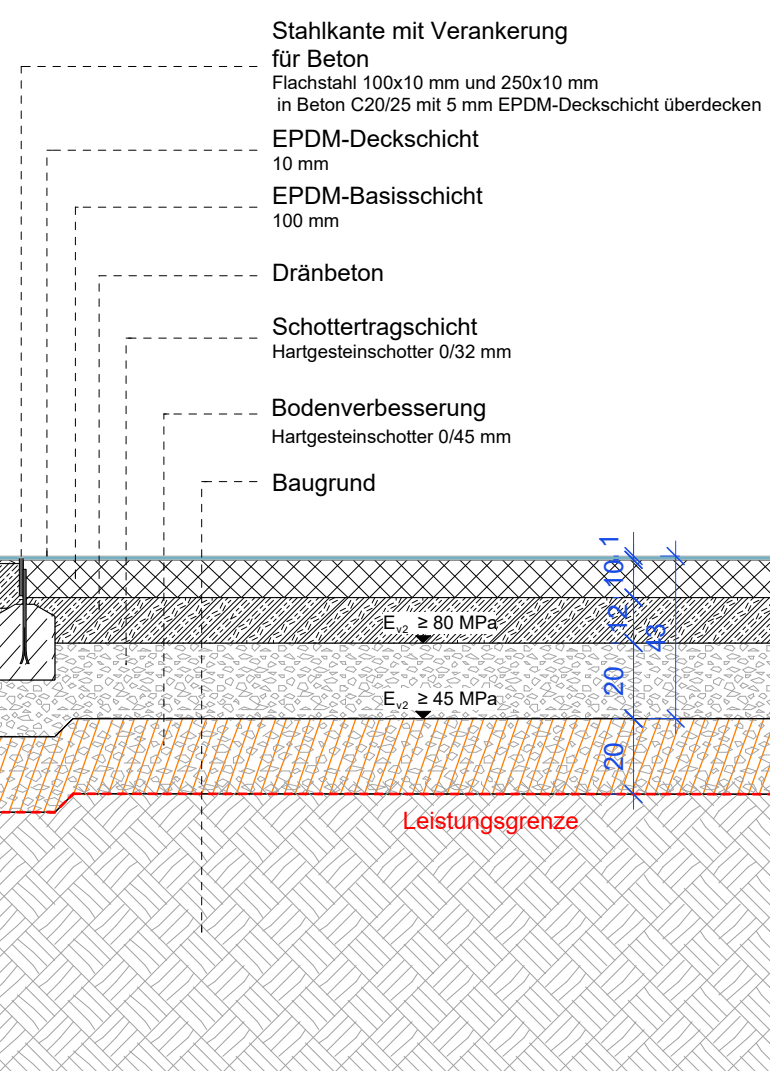 Stahlkante mit Verankerung
für Beton
Flachstahl 100x10 mm und 250x10 mm
in Beton C20/25 mit 5 mm EPDM-Deckschicht überdecken
EPDM-Deckschicht
10 mm
EPDM-Basisschicht
100 mm
Dränbeton
Schottertragschicht
Hartgesteinschotter 0/32 mm
Bodenverbesserung
Hartgesteinschotter 0/45 mm
Baugrund
1
10
12
43
Ev2 ≥ 80 MPa
20
Ev2 ≥ 45 MPa
20
Leistungsgrenze